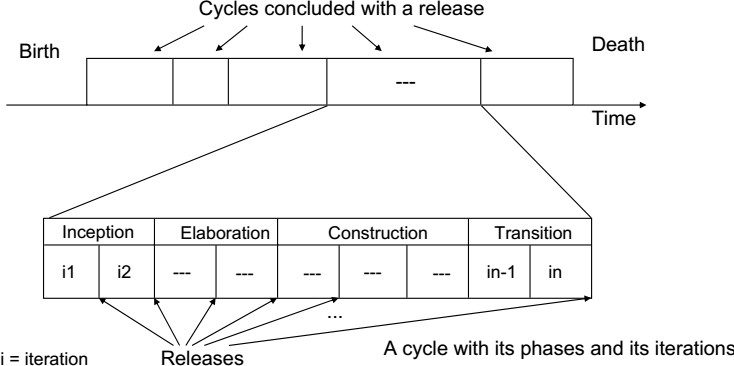 Cycles concluded with a release
Birth
Death
---
Time
Inception Elaboration Construction Transition
i1 i2 --- --- --- --- --- in-1 in
...
i = iteration
Releases
A cycle with its phases and its iterations